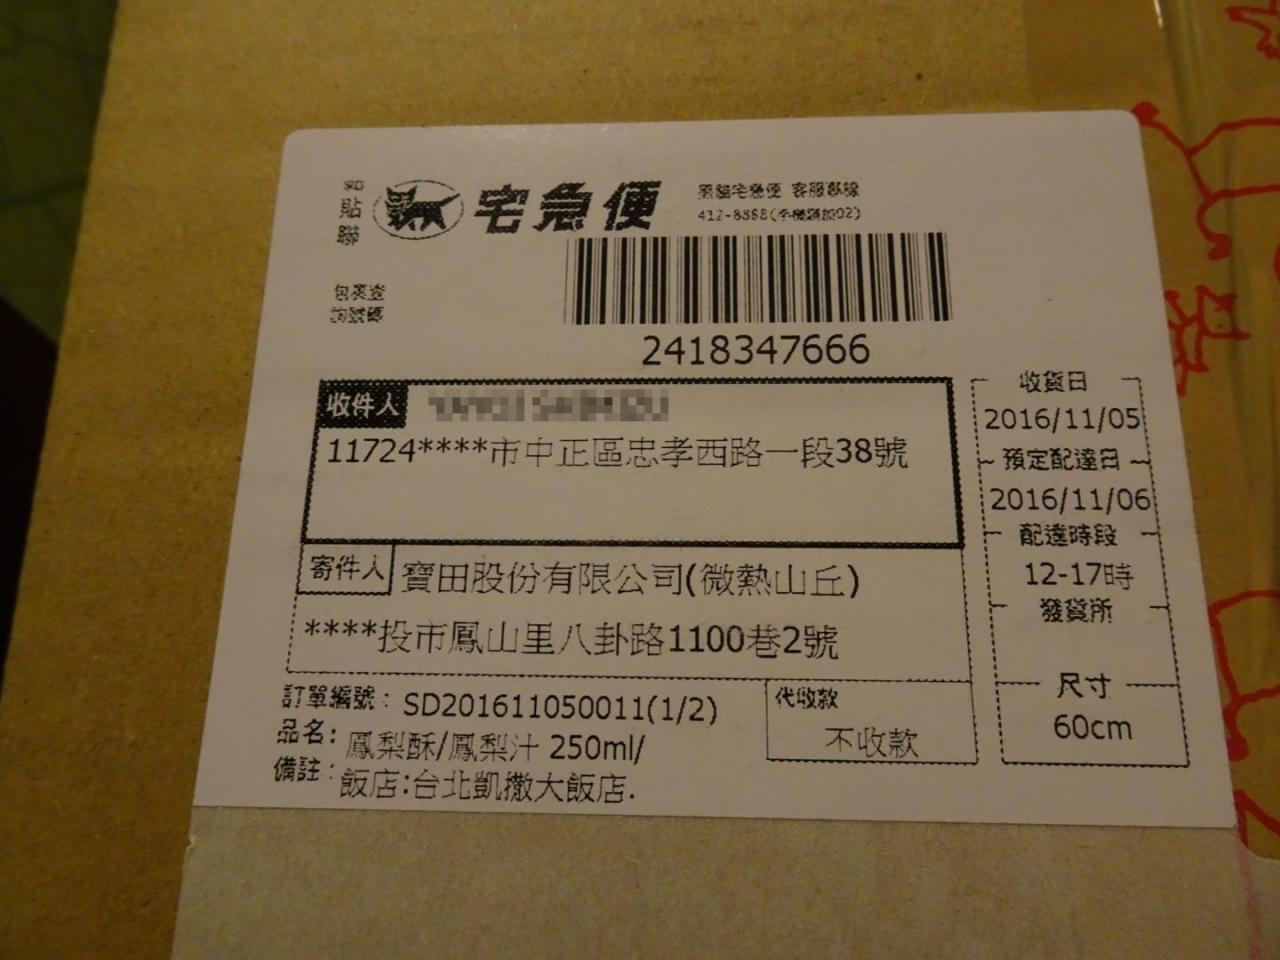 黏貼聯
宅急便
黑貓宅急便 客服專線
412-8888(手機請加02)
包裹查
詢號碼
2418347666
收件人
11724****市中正區忠孝西路一段38號
寄件人 寶田股份有限公司(微熱山丘)
****投市鳳山里八卦路1100巷2號
訂單編號: SD201611050011(1/2)
品名: 鳳梨酥/鳳梨汁 250ml/
備註: 飯店:台北凱撒大飯店.
代收款
不收款
收貨日
2016/11/05
預定配達日
2016/11/06
配達時段
12-17時
發貨所
尺寸
60cm